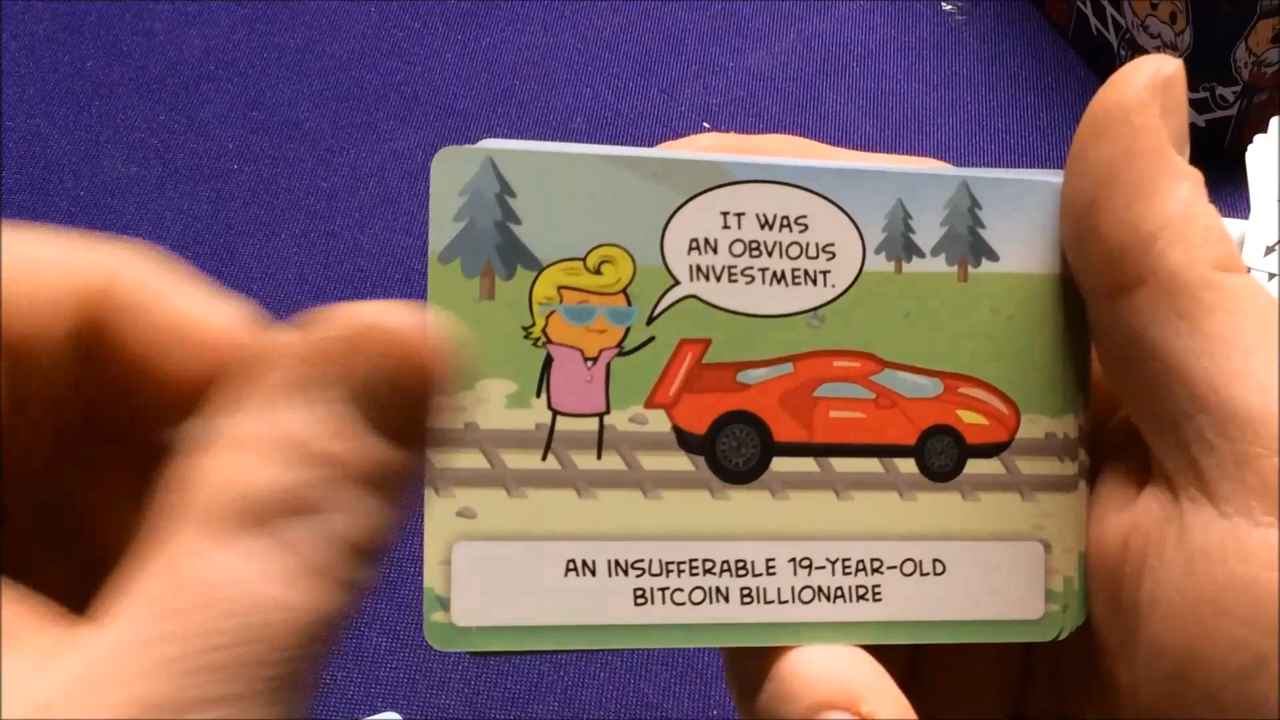 IT WAS
AN OBVIOUS
INVESTMENT.
AN INSUFFERABLE 19-YEAR-OLD
BITCOIN BILLIONAIRE